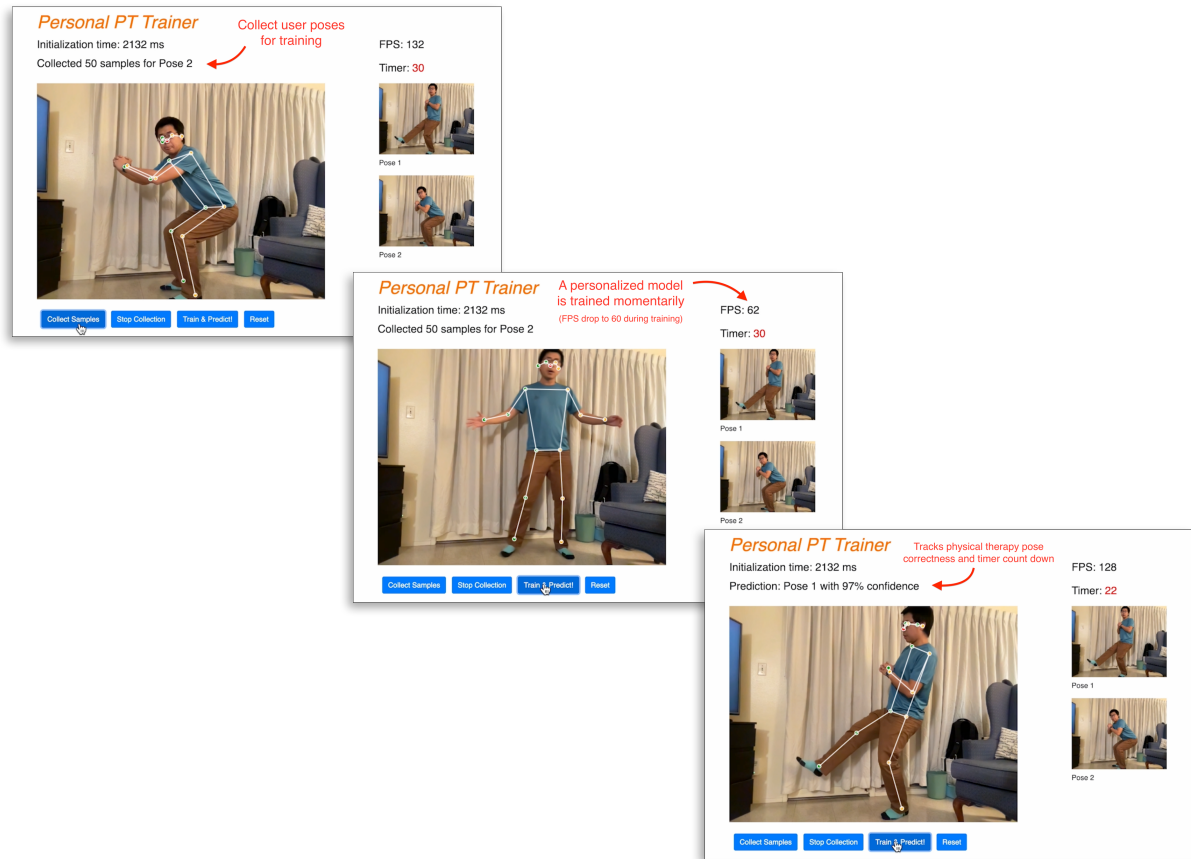 Personal PT Trainer
Collect user poses
for training
Initialization time: 2132 ms
FPS: 132
Collected 50 samples for Pose 2
Timer: 30
Pose 1
Pose 2
Collect Samples
Stop Collection
Train & Predict!
Reset
Personal PT Trainer
A personalized model
is trained momentarily
(FPS drop to 60 during training)
Initialization time: 2132 ms
FPS: 62
Collected 50 samples for Pose 2
Timer: 30
Pose 1
Pose 2
Collect Samples
Stop Collection
Train & Predict!
Reset
Personal PT Trainer
Tracks physical therapy pose
correctness and timer count down
Initialization time: 2132 ms
FPS: 128
Prediction: Pose 1 with 97% confidence
Timer: 22
Pose 1
Pose 2
Collect Samples
Stop Collection
Train & Predict!
Reset